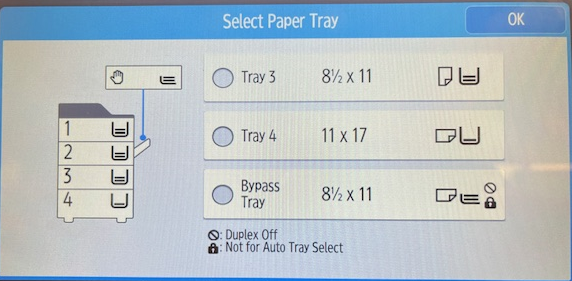 Select Paper Tray
OK
Tray 3 8½ x 11
1
Tray 4 11 x 17
2
3
Bypass Tray 8½ x 11
4
: Duplex Off
: Not for Auto Tray Select